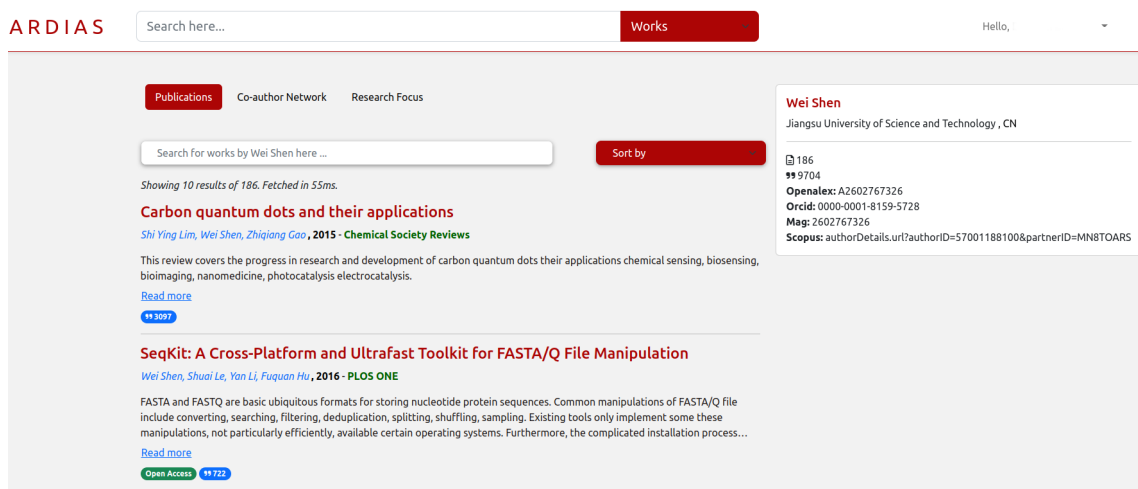 ARDIAS
Search here...
Works
Hello,
Publications
Co-author Network
Research Focus
Search for works by Wei Shen here ...
Sort by
Showing 10 results of 186. Fetched in 55ms.
Carbon quantum dots and their applications
Shi Ying Lim, Wei Shen, Zhiqiang Gao , 2015 - Chemical Society Reviews
This review covers the progress in research and development of carbon quantum dots their applications chemical sensing, biosensing,
bioimaging, nanomedicine, photocatalysis electrocatalysis.
Read more
3097
SeqKit: A Cross-Platform and Ultrafast Toolkit for FASTA/Q File Manipulation
Wei Shen, Shuai Le, Yan Li, Fuquan Hu , 2016 - PLOS ONE
FASTA and FASTQ are basic ubiquitous formats for storing nucleotide protein sequences. Common manipulations of FASTA/Q file
include converting, searching, filtering, deduplication, splitting, shuffling, sampling. Existing tools only implement some these
manipulations, not particularly efficiently, available certain operating systems. Furthermore, the complicated installation process...
Read more
Open Access
722
Wei Shen
Jiangsu University of Science and Technology , CN
186
9704
Openalex: A2602767326
Orcid: 0000-0001-8159-5728
Mag: 2602767326
Scopus: authorDetails.url?authorID=57001188100&partnerID=MN8TOARS